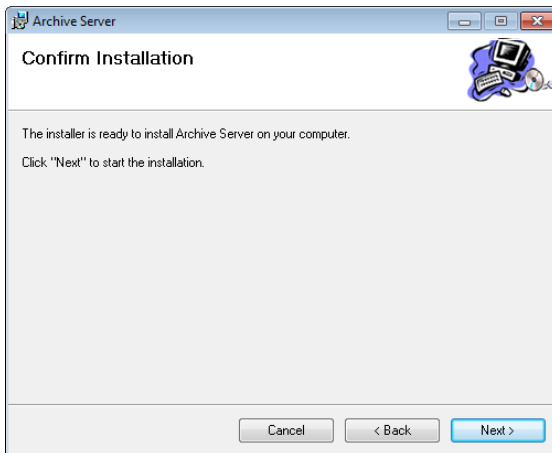 Archive Server
Confirm Installation
The installer is ready to install Archive Server on your computer.
Click "Next" to start the installation.
Cancel
< Back
Next >